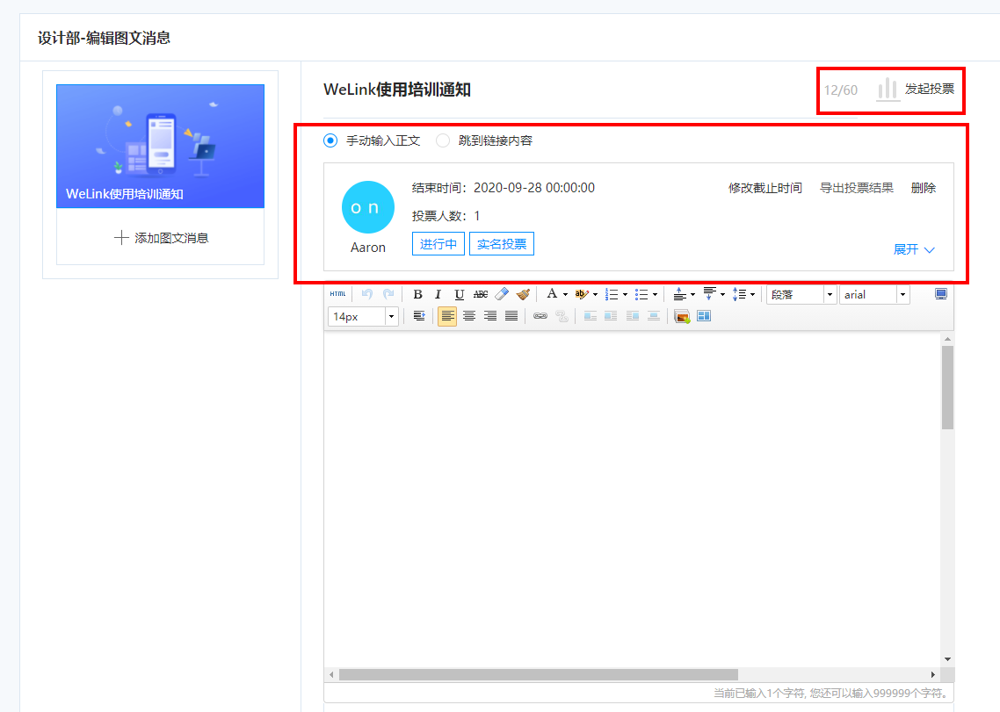 设计部-编辑图文消息
WeLink使用培训通知
添加图文消息
WeLink使用培训通知
12/60 发起投票
手动输入正文 跳到链接内容
on
Aaron
结束时间：2020-09-28 00:00:00
修改截止时间 导出投票结果 删除
投票人数：1
进行中 实名投票
展开
HTML B I U ABC A ab 段落 arial
14px
当前已输入1个字符, 您还可以输入999999个字符。